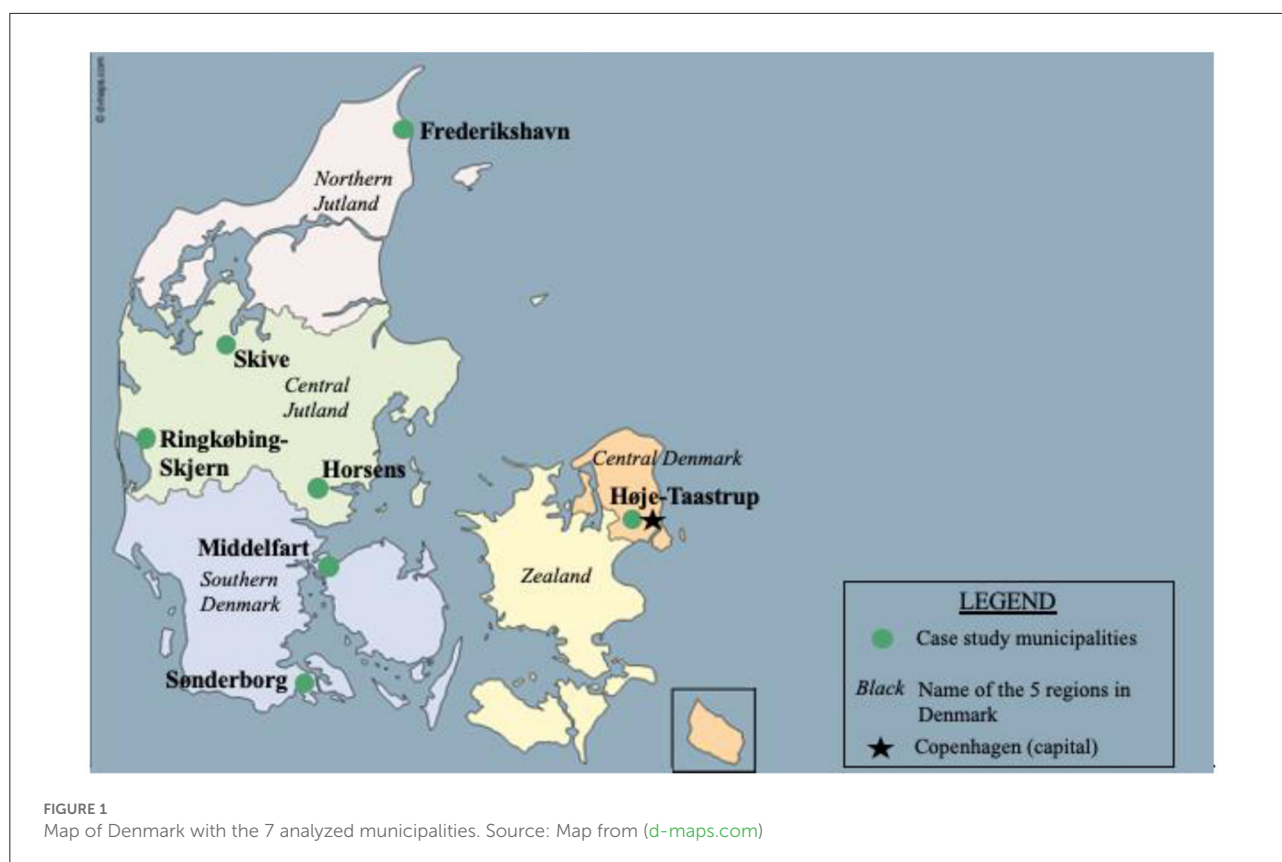 © d-maps.com
Frederikshavn
Northern
Jutland
Skive
Central
Jutland
Ringkøbing-
Skjern
Horsens
Central Denmark
Høje-Taastrup
Middelfart
Southern
Denmark
Zealand
Sønderborg
LEGEND
Case study municipalities
Black Name of the 5 regions in
Denmark
Copenhagen (capital)
FIGURE 1
Map of Denmark with the 7 analyzed municipalities. Source: Map from (d-maps.com)